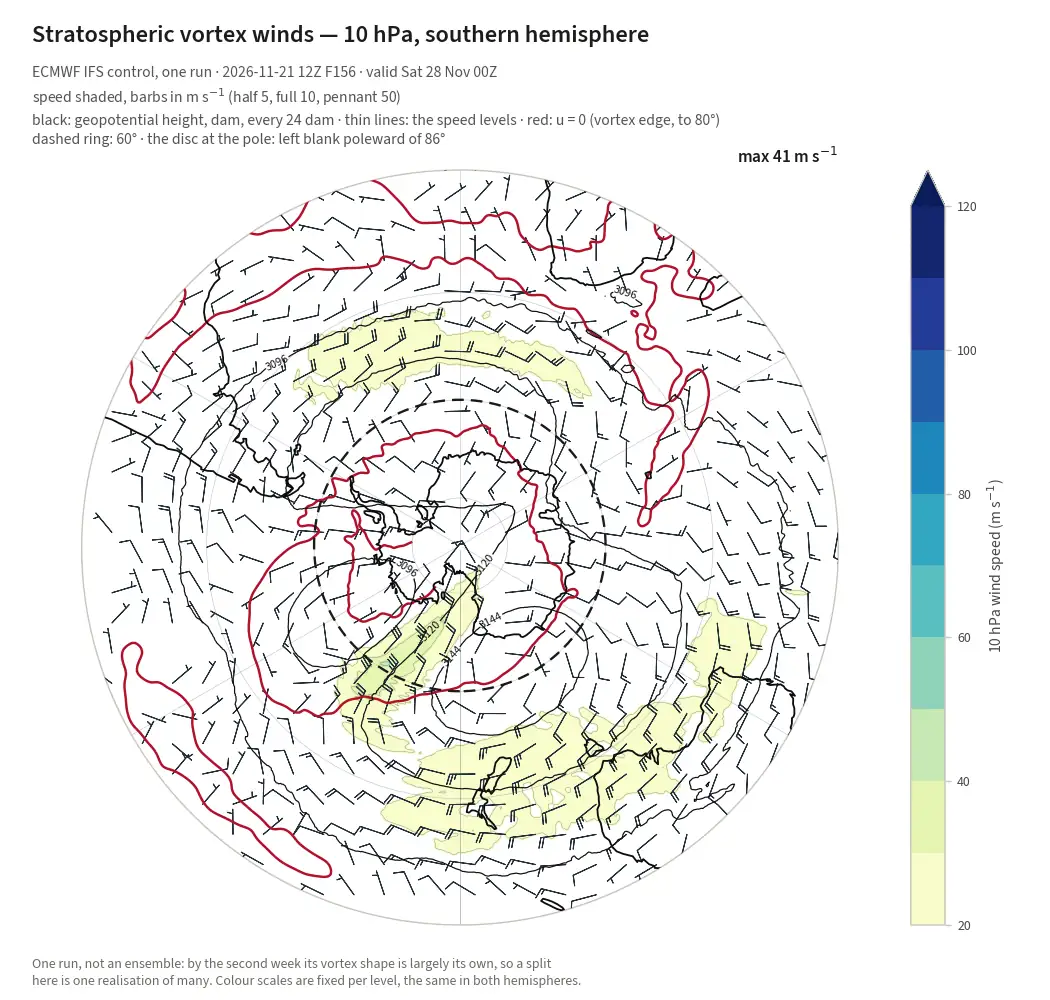 Stratospheric vortex winds — 10 hPa, southern hemisphere
ECMWF IFS control, one run · 2026-11-21 12Z F156 · valid Sat 28 Nov 00Z
speed shaded, barbs in m s−1 (half 5, full 10, pennant 50)
black: geopotential height, dam, every 24 dam · thin lines: the speed levels · red: u = 0 (vortex edge, to 80°)
dashed ring: 60° · the disc at the pole: left blank poleward of 86°
max 41 m s−1
120
100
80
60
40
20
10 hPa wind speed (m s−1)
3096
3096
3096
3120
3120
3144
3144
One run, not an ensemble: by the second week its vortex shape is largely its own, so a split
here is one realisation of many. Colour scales are fixed per level, the same in both hemispheres.